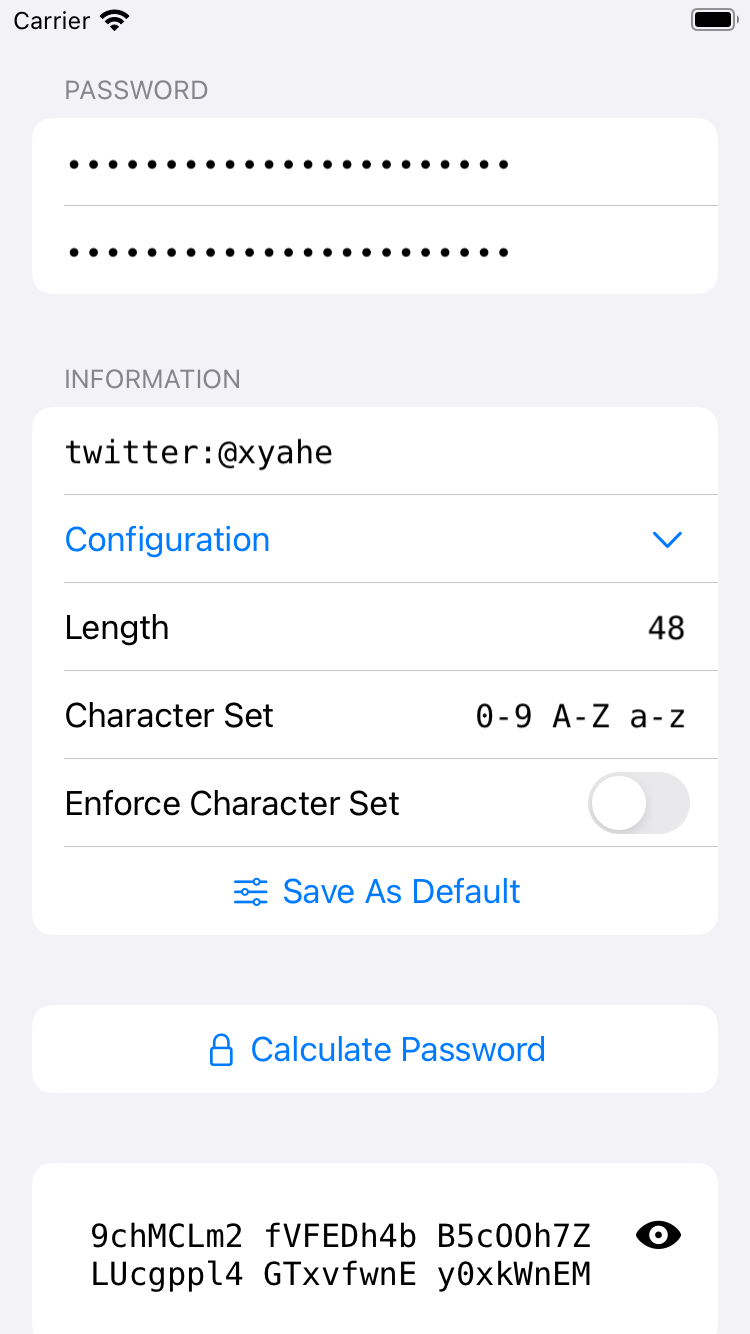 Carrier
PASSWORD
•••••••••••••••••••••••
•••••••••••••••••••••••
INFORMATION
twitter:@xyahe
Configuration
Length 48
Character Set 0-9 A-Z a-z
Enforce Character Set
Save As Default
Calculate Password
9chMCLm2 fVFEDh4b B5cOOh7Z
LUcgppl4 GTxvfwnE y0xkWnEM